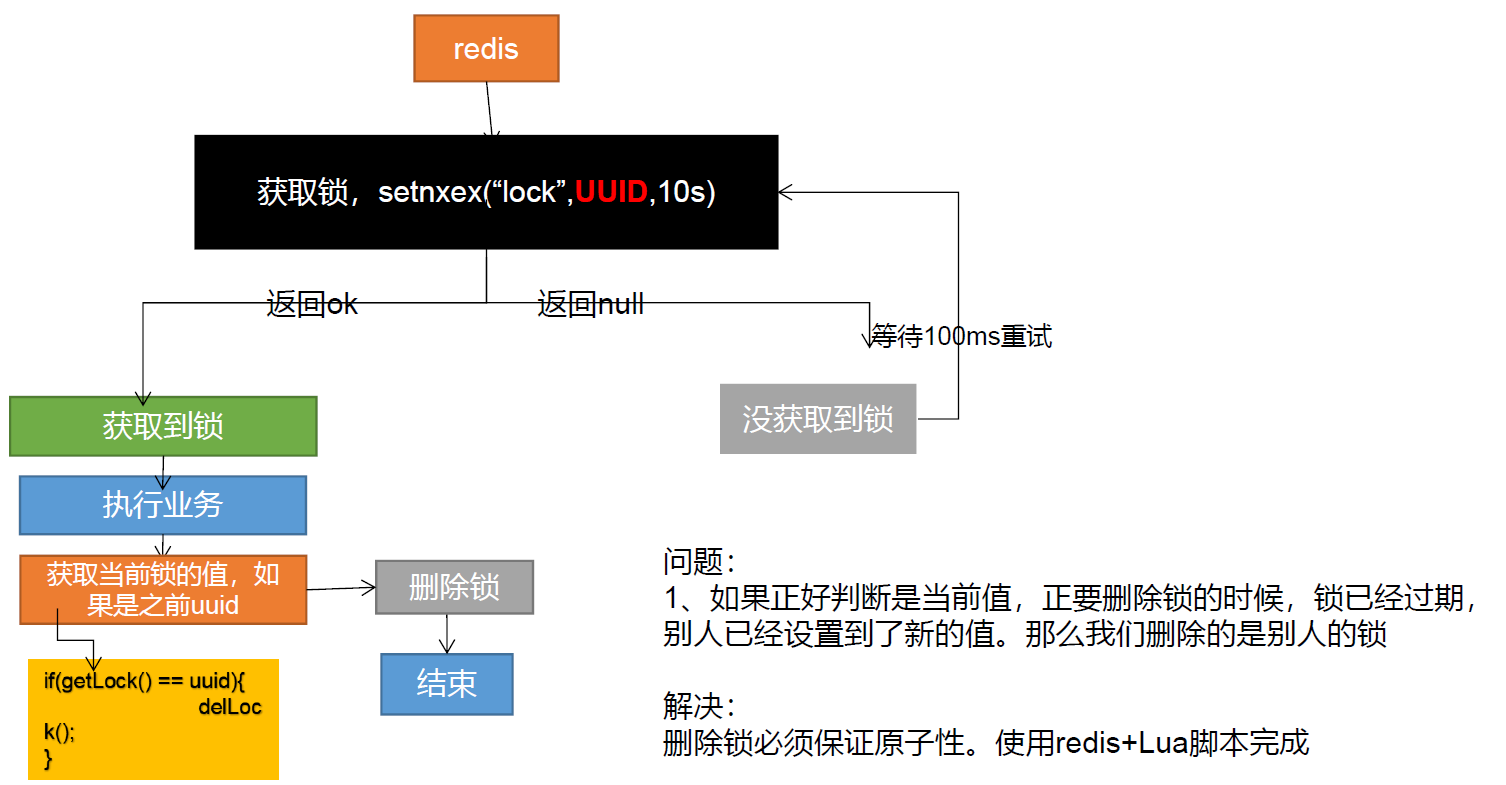 redis
获取锁，setnxex(“lock”,UUID,10s)
返回ok
返回null
等待100ms重试
获取到锁
没获取到锁
执行业务
获取当前锁的值，如
果是之前uuid
删除锁
if(getLock() == uuid){
delLoc
k();
}
结束
问题：
1、如果正好判断是当前值，正要删除锁的时候，锁已经过期，
别人已经设置到了新的值。那么我们删除的是别人的锁
解决：
删除锁必须保证原子性。使用redis+Lua脚本完成